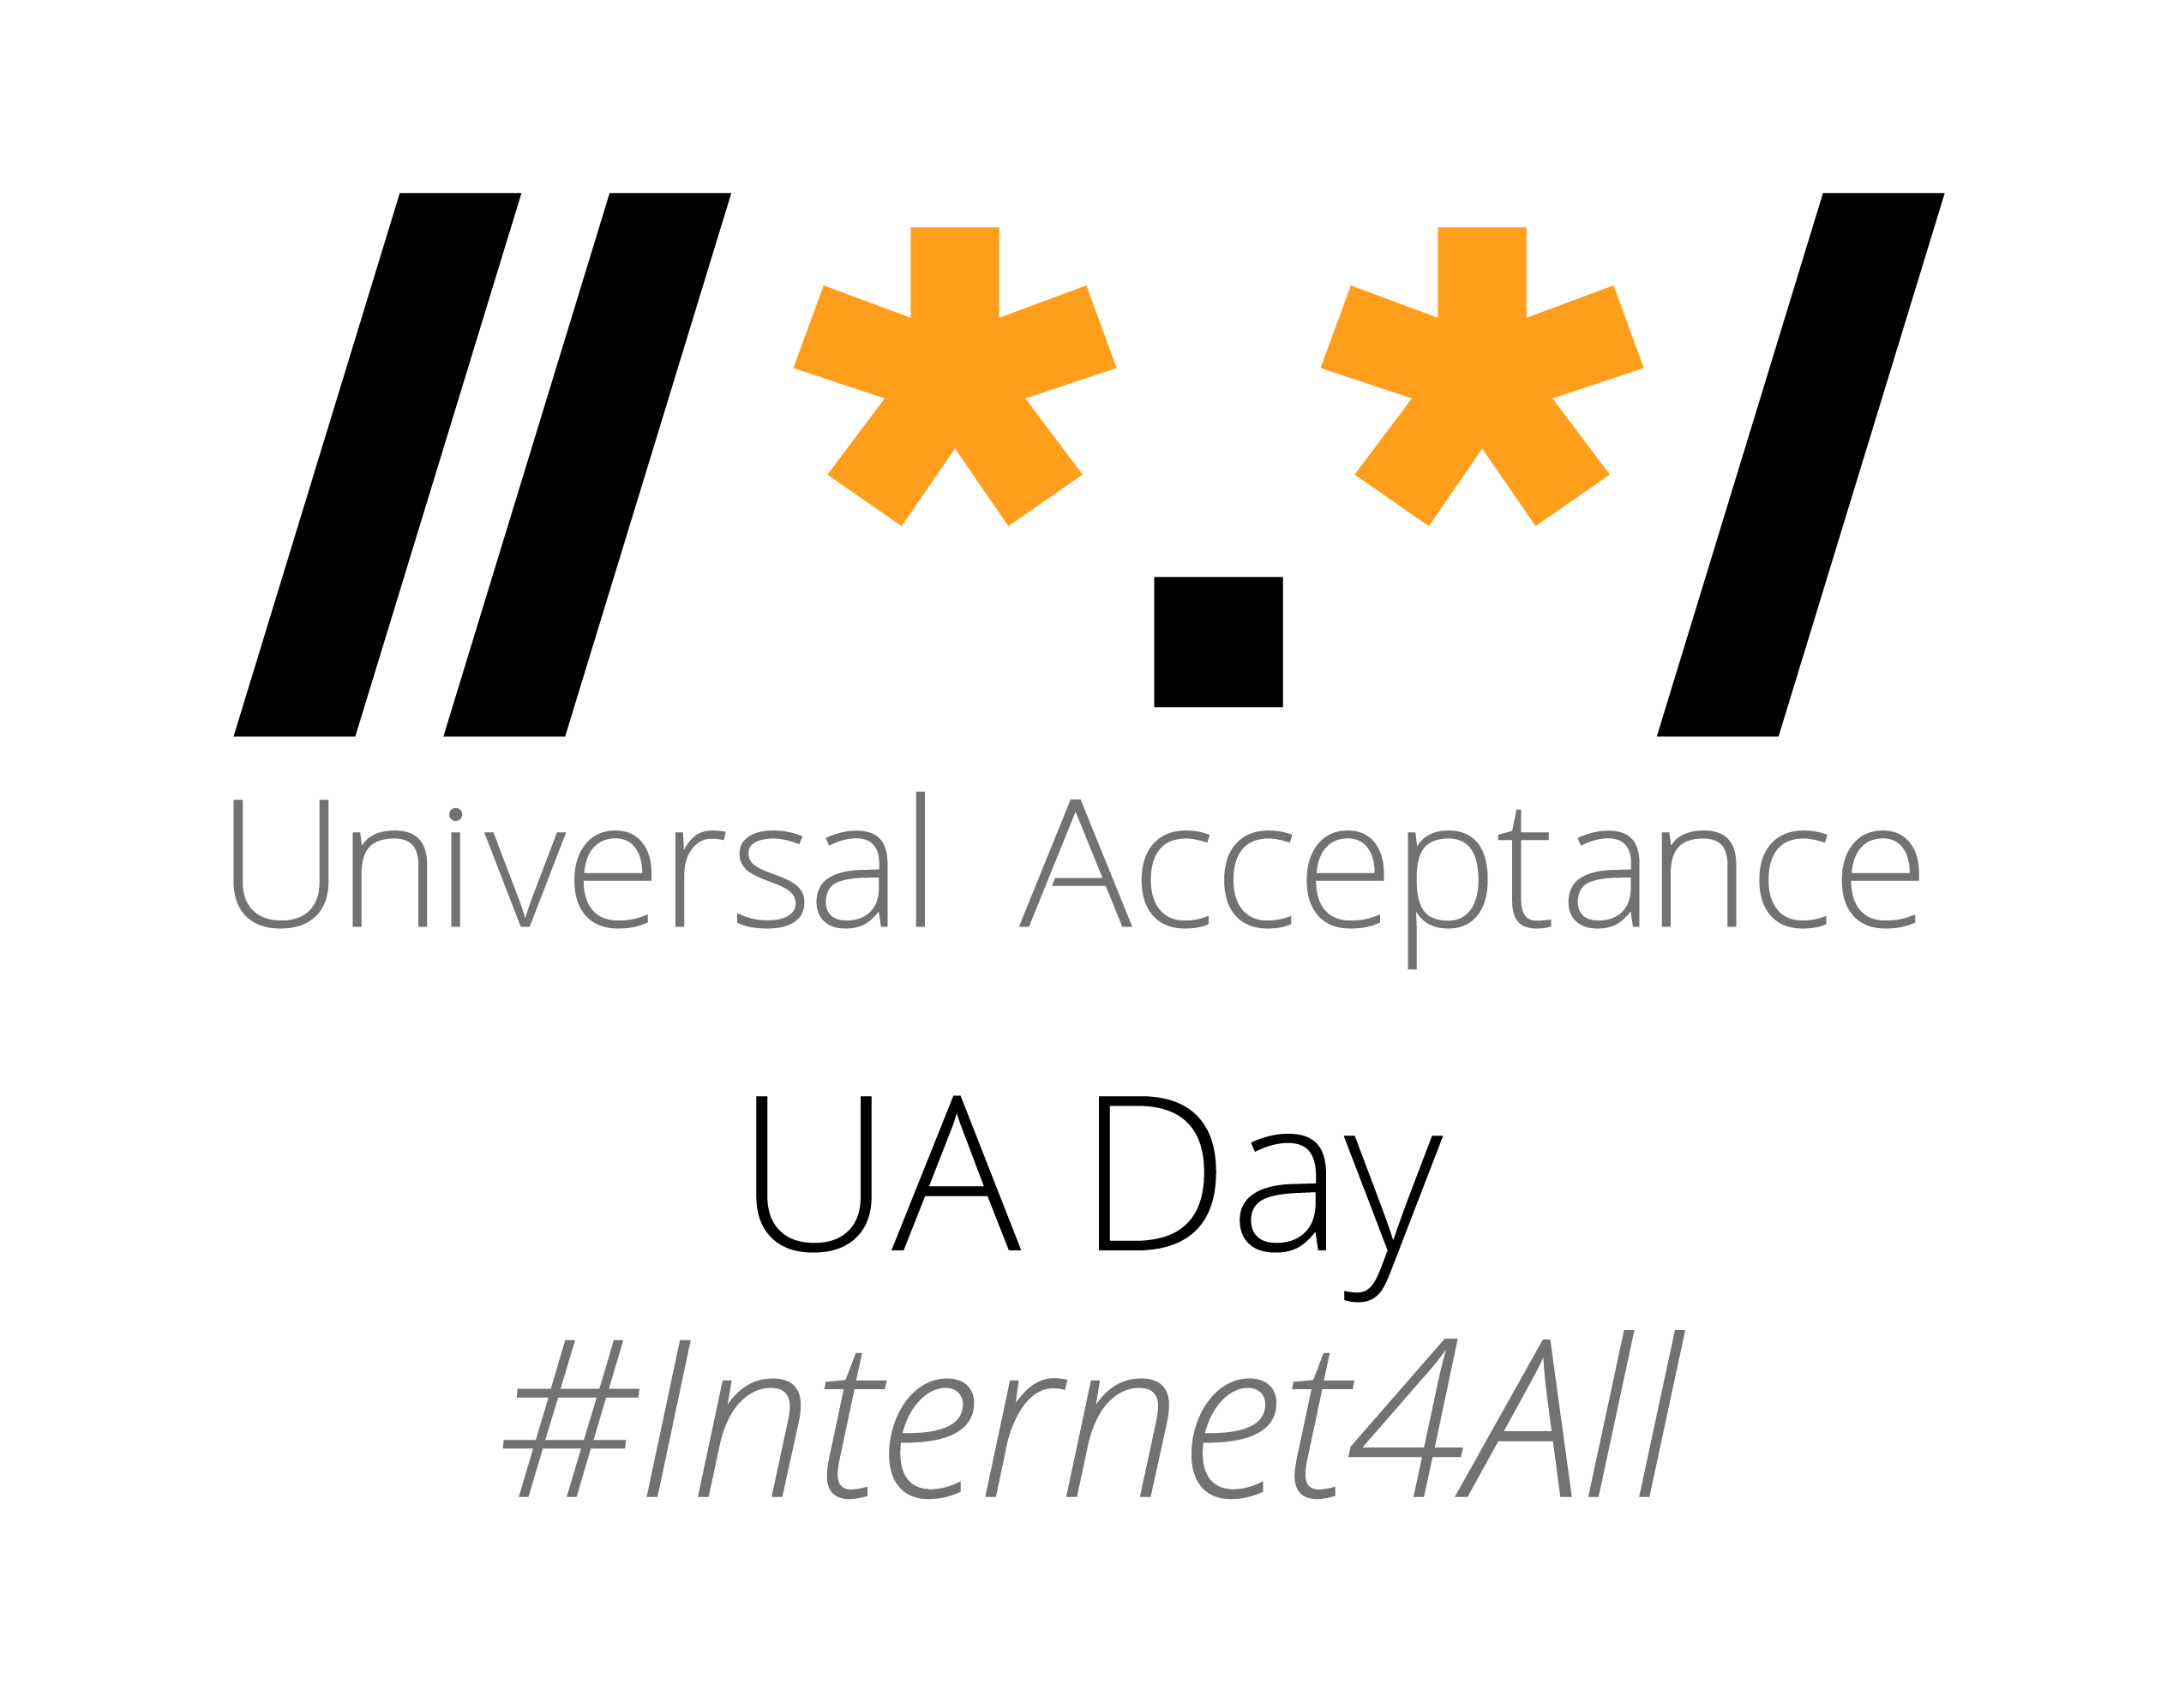 //*.*/
Universal Acceptance
UA Day
#Internet4All